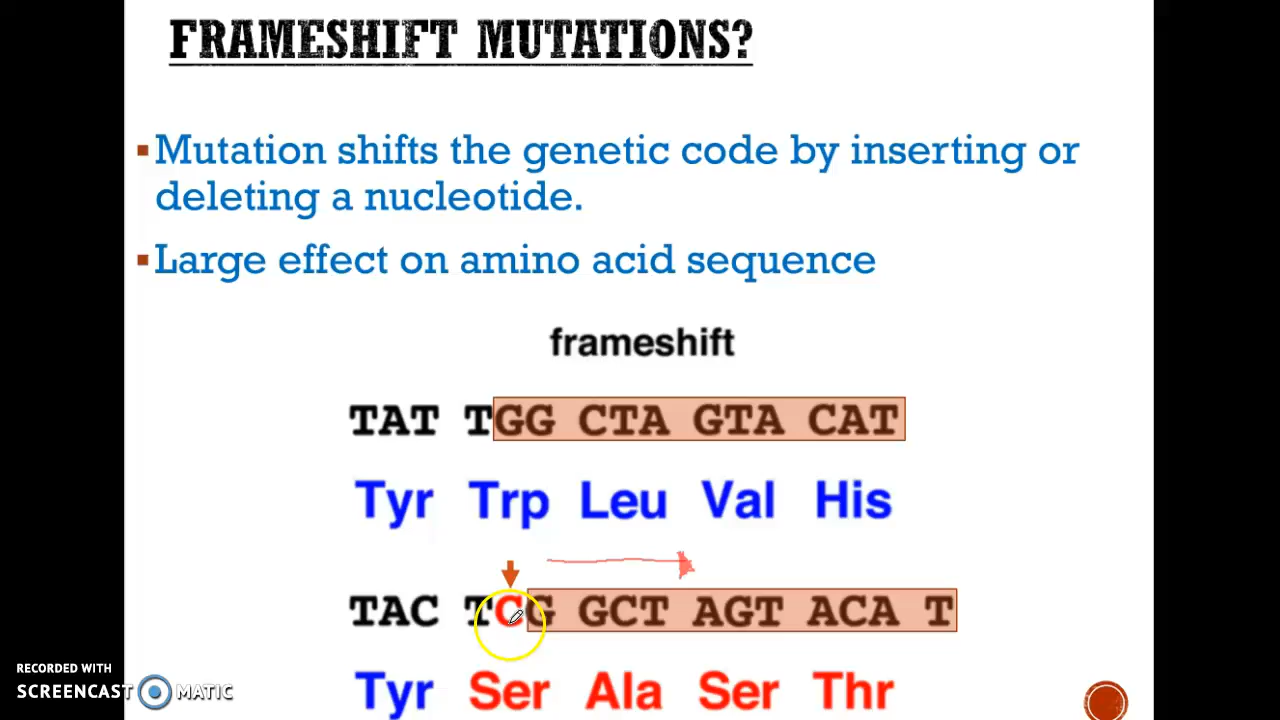 FRAMESHIFT MUTATIONS?
▪Mutation shifts the genetic code by inserting or
deleting a nucleotide.
▪Large effect on amino acid sequence
frameshift
TAT TGG CTA GTA CAT
Tyr Trp Leu Val His
TAC TCG GCT AGT ACA T
Tyr Ser Ala Ser Thr
RECORDED WITH
SCREENCAST MATIC